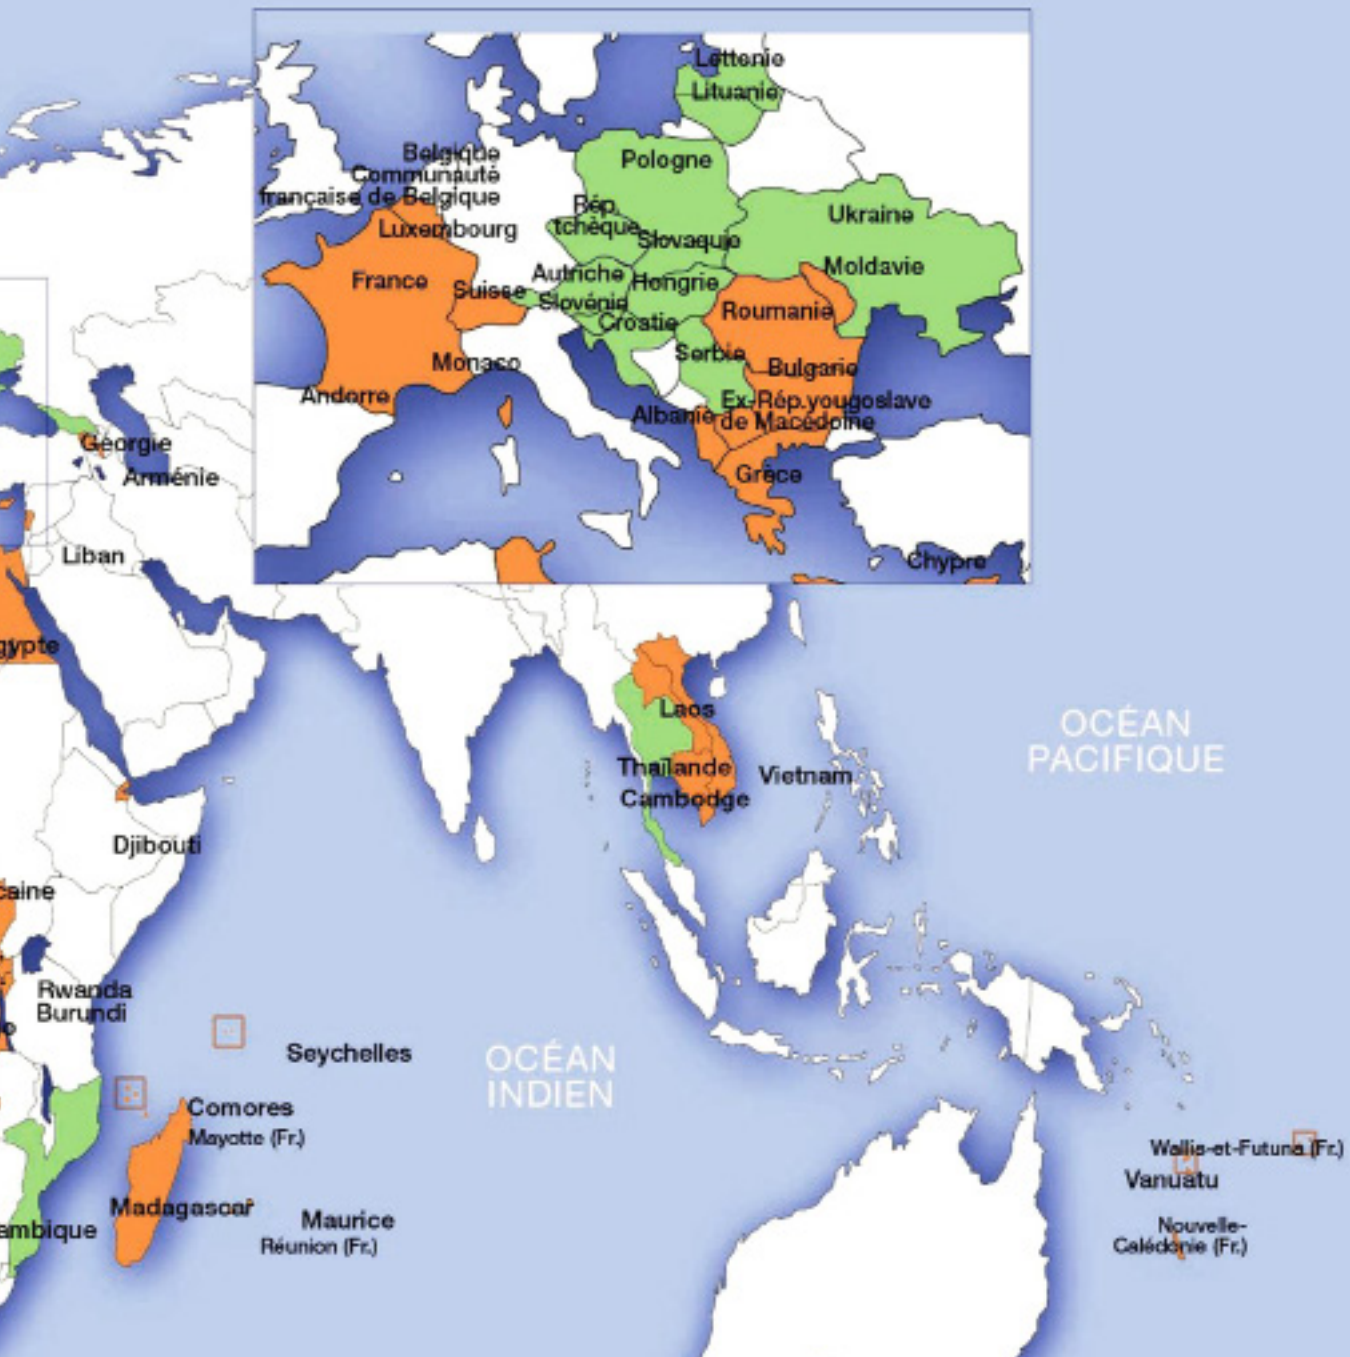 Lettonie
Lituanie
Belgique
Pologne
Communauté
française de Belgique
Rép.
tchèque
Ukraine
Luxembourg
Slovaquie
Moldavie
Autriche
France
Hongrie
Suisse
Slovénie
Roumanie
Croatie
Serbie
Monaco
Bulgarie
Andorre
Ex-Rép.yougoslave
Albanie
de Macédoine
Géorgie
Grèce
Arménie
Liban
Chypre
gypte
Laos
OCÉAN
PACIFIQUE
Thaïlande
Vietnam
Cambodge
Djibouti
caine
Rwanda
Burundi
o
Seychelles
OCÉAN
INDIEN
Comores
Mayotte (Fr.)
Wallis-et-Futuna (Fr.)
Vanuatu
Madagascar
Maurice
ambique
Réunion (Fr.)
Nouvelle-
Calédonie (Fr.)